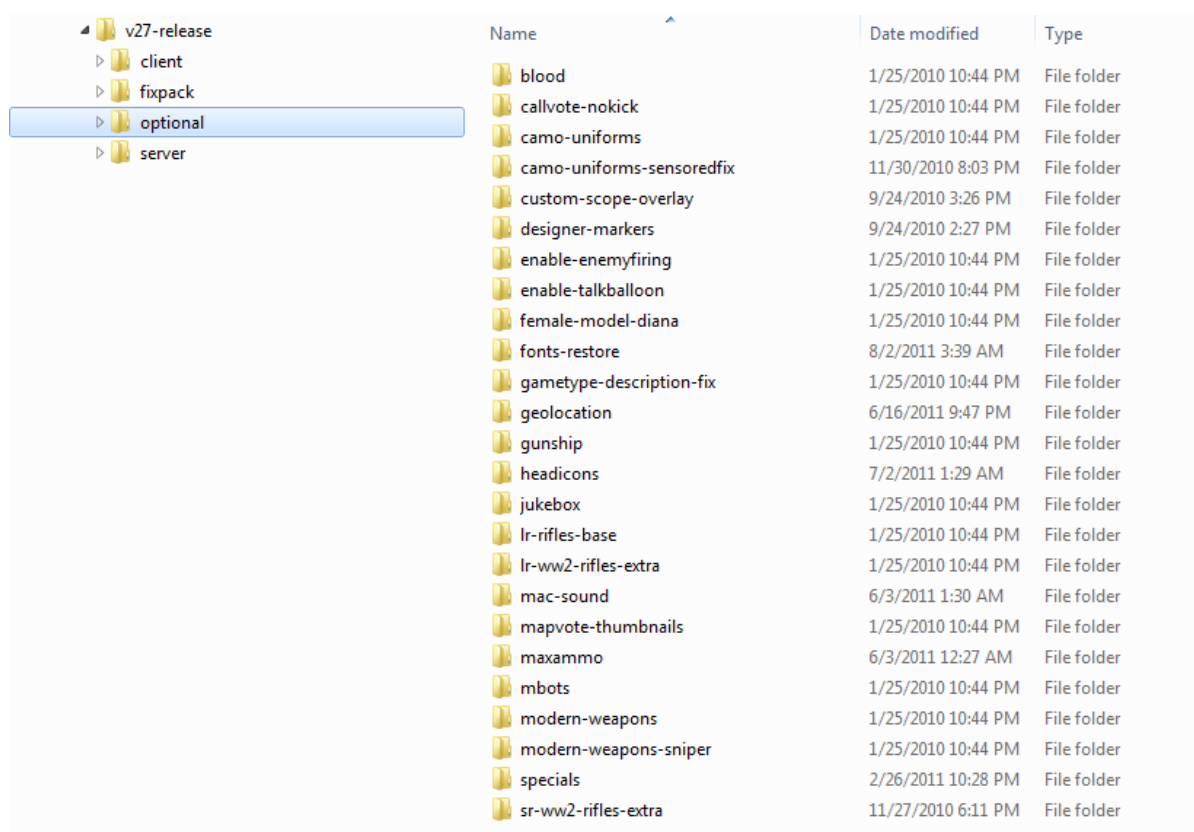 v27-release
client
fixpack
optional
server
Name Date modified Type
blood 1/25/2010 10:44 PM File folder
callvote-nokick 1/25/2010 10:44 PM File folder
camo-uniforms 1/25/2010 10:44 PM File folder
camo-uniforms-sensoredfix 11/30/2010 8:03 PM File folder
custom-scope-overlay 9/24/2010 3:26 PM File folder
designer-markers 9/24/2010 2:27 PM File folder
enable-enemyfiring 1/25/2010 10:44 PM File folder
enable-talkballoon 1/25/2010 10:44 PM File folder
female-model-diana 1/25/2010 10:44 PM File folder
fonts-restore 8/2/2011 3:39 AM File folder
gametype-description-fix 1/25/2010 10:44 PM File folder
geolocation 6/16/2011 9:47 PM File folder
gunship 1/25/2010 10:44 PM File folder
headicons 7/2/2011 1:29 AM File folder
jukebox 1/25/2010 10:44 PM File folder
lr-rifles-base 1/25/2010 10:44 PM File folder
lr-ww2-rifles-extra 1/25/2010 10:44 PM File folder
mac-sound 6/3/2011 1:30 AM File folder
mapvote-thumbnails 1/25/2010 10:44 PM File folder
maxammo 6/3/2011 12:27 AM File folder
mbots 1/25/2010 10:44 PM File folder
modern-weapons 1/25/2010 10:44 PM File folder
modern-weapons-sniper 1/25/2010 10:44 PM File folder
specials 2/26/2011 10:28 PM File folder
sr-ww2-rifles-extra 11/27/2010 6:11 PM File folder